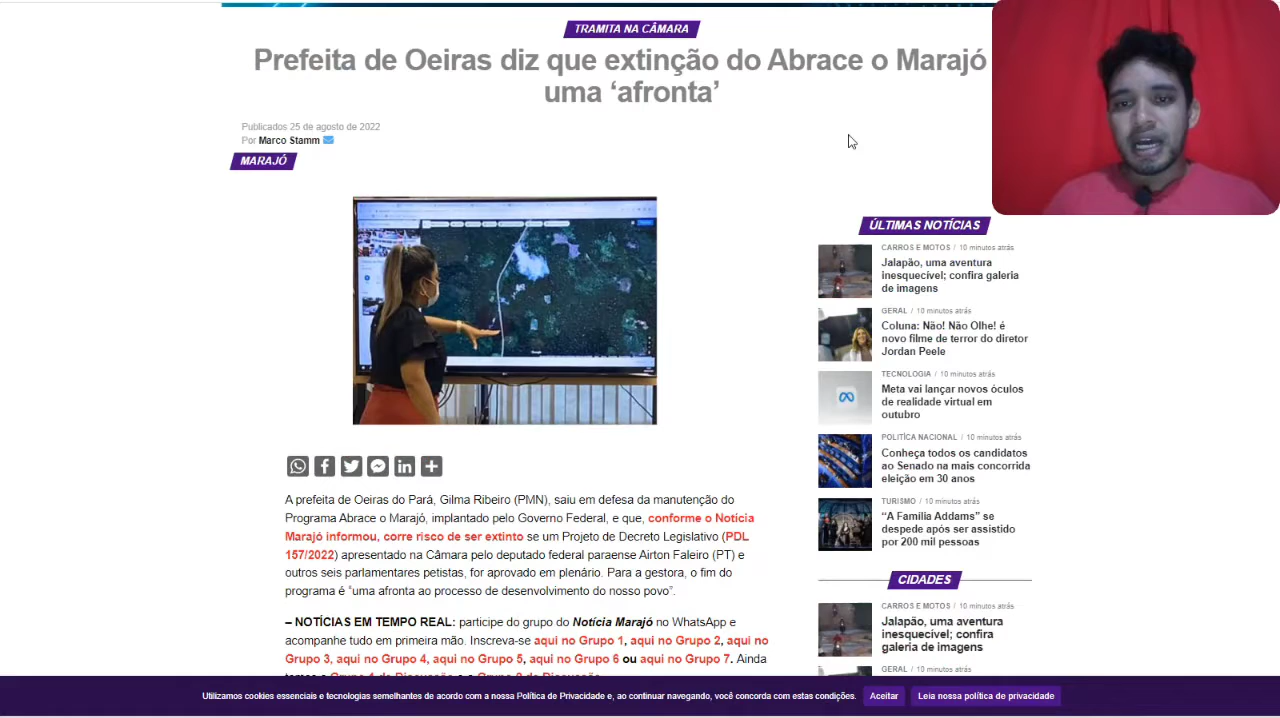 TRAMITA NA CÂMARA
Prefeita de Oeiras diz que extinção do Abrace o Marajó
uma ‘afronta’
Publicados 25 de agosto de 2022
Por Marco Stamm
MARAJÓ
A prefeita de Oeiras do Pará, Gilma Ribeiro (PMN), saiu em defesa da manutenção do
Programa Abrace o Marajó, implantado pelo Governo Federal, e que, conforme o Notícia
Marajó informou, corre risco de ser extinto se um Projeto de Decreto Legislativo (PDL
157/2022) apresentado na Câmara pelo deputado federal paraense Airton Faleiro (PT) e
outros seis parlamentares petistas, for aprovado em plenário. Para a gestora, o fim do
programa é “uma afronta ao processo de desenvolvimento do nosso povo”.
– NOTÍCIAS EM TEMPO REAL: participe do grupo do Notícia Marajó no WhatsApp e
acompanhe tudo em primeira mão. Inscreva-se aqui no Grupo 1, aqui no Grupo 2, aqui no
Grupo 3, aqui no Grupo 4, aqui no Grupo 5, aqui no Grupo 6 ou aqui no Grupo 7. Ainda
ÚLTIMAS NOTÍCIAS
CARROS E MOTOS / 10 minutos atrás
Jalapão, uma aventura
inesquecível; confira galeria
de imagens
GERAL / 10 minutos atrás
Coluna: Não! Não Olhe! é
novo filme de terror do diretor
Jordan Peele
TECNOLOGIA / 10 minutos atrás
Meta vai lançar novos óculos
de realidade virtual em
outubro
POLITÍCA NACIONAL / 10 minutos atrás
Conheça todos os candidatos
ao Senado na mais concorrida
eleição em 30 anos
TURISMO / 10 minutos atrás
“A Família Addams” se
despede após ser assistido
por 200 mil pessoas
CIDADES
CARROS E MOTOS / 10 minutos atrás
Jalapão, uma aventura
inesquecível; confira
galeria de imagens
GERAL / 10 minutos atrás
Utilizamos cookies essenciais e tecnologias semelhantes de acordo com a nossa Política de Privacidade e, ao continuar navegando, você concorda com estas condições. Aceitar Leia nossa política de privacidade